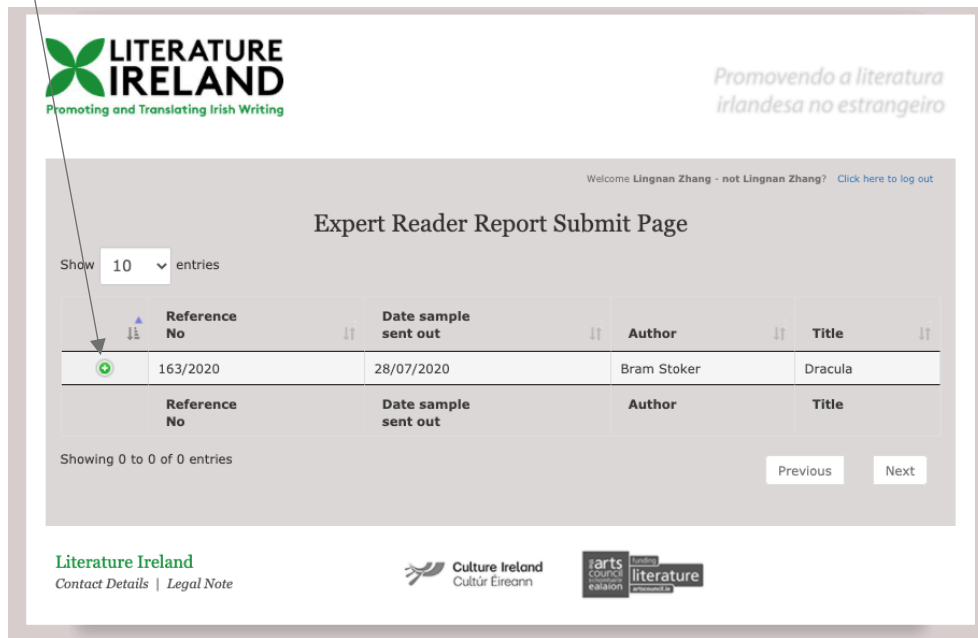 LITERATURE
IRELAND
Promoting and Translating Irish Writing
Promovendo a literatura
irlandesa no estrangeiro
Welcome Lingnan Zhang - not Lingnan Zhang? Click here to log out
Expert Reader Report Submit Page
Show 10 entries
Reference No Date sample sent out Author Title
163/2020 28/07/2020 Bram Stoker Dracula
Reference No Date sample sent out Author Title
Showing 0 to 0 of 0 entries
Previous Next
Literature Ireland
Contact Details | Legal Note
Culture Ireland
Cultúr Éireann
arts
council
ealaíon
funding
literature
artscouncil.ie